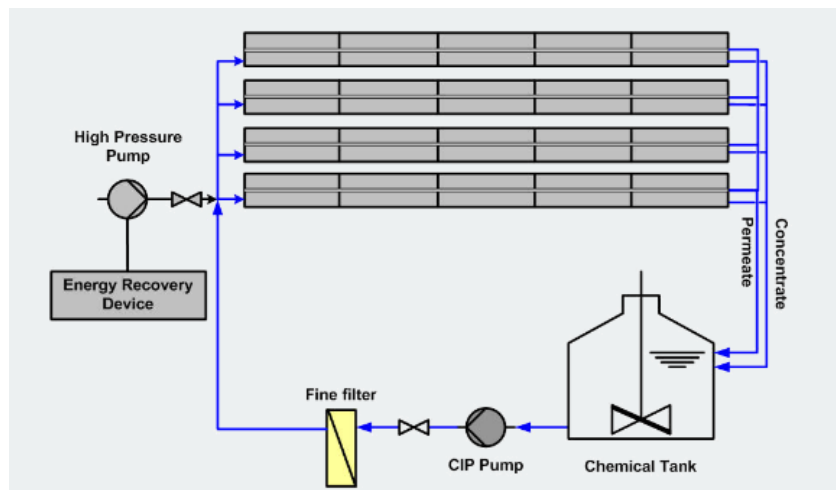 High Pressure
Pump
Energy Recovery
Device
Permeate
Concentrate
Fine filter
CIP Pump
Chemical Tank